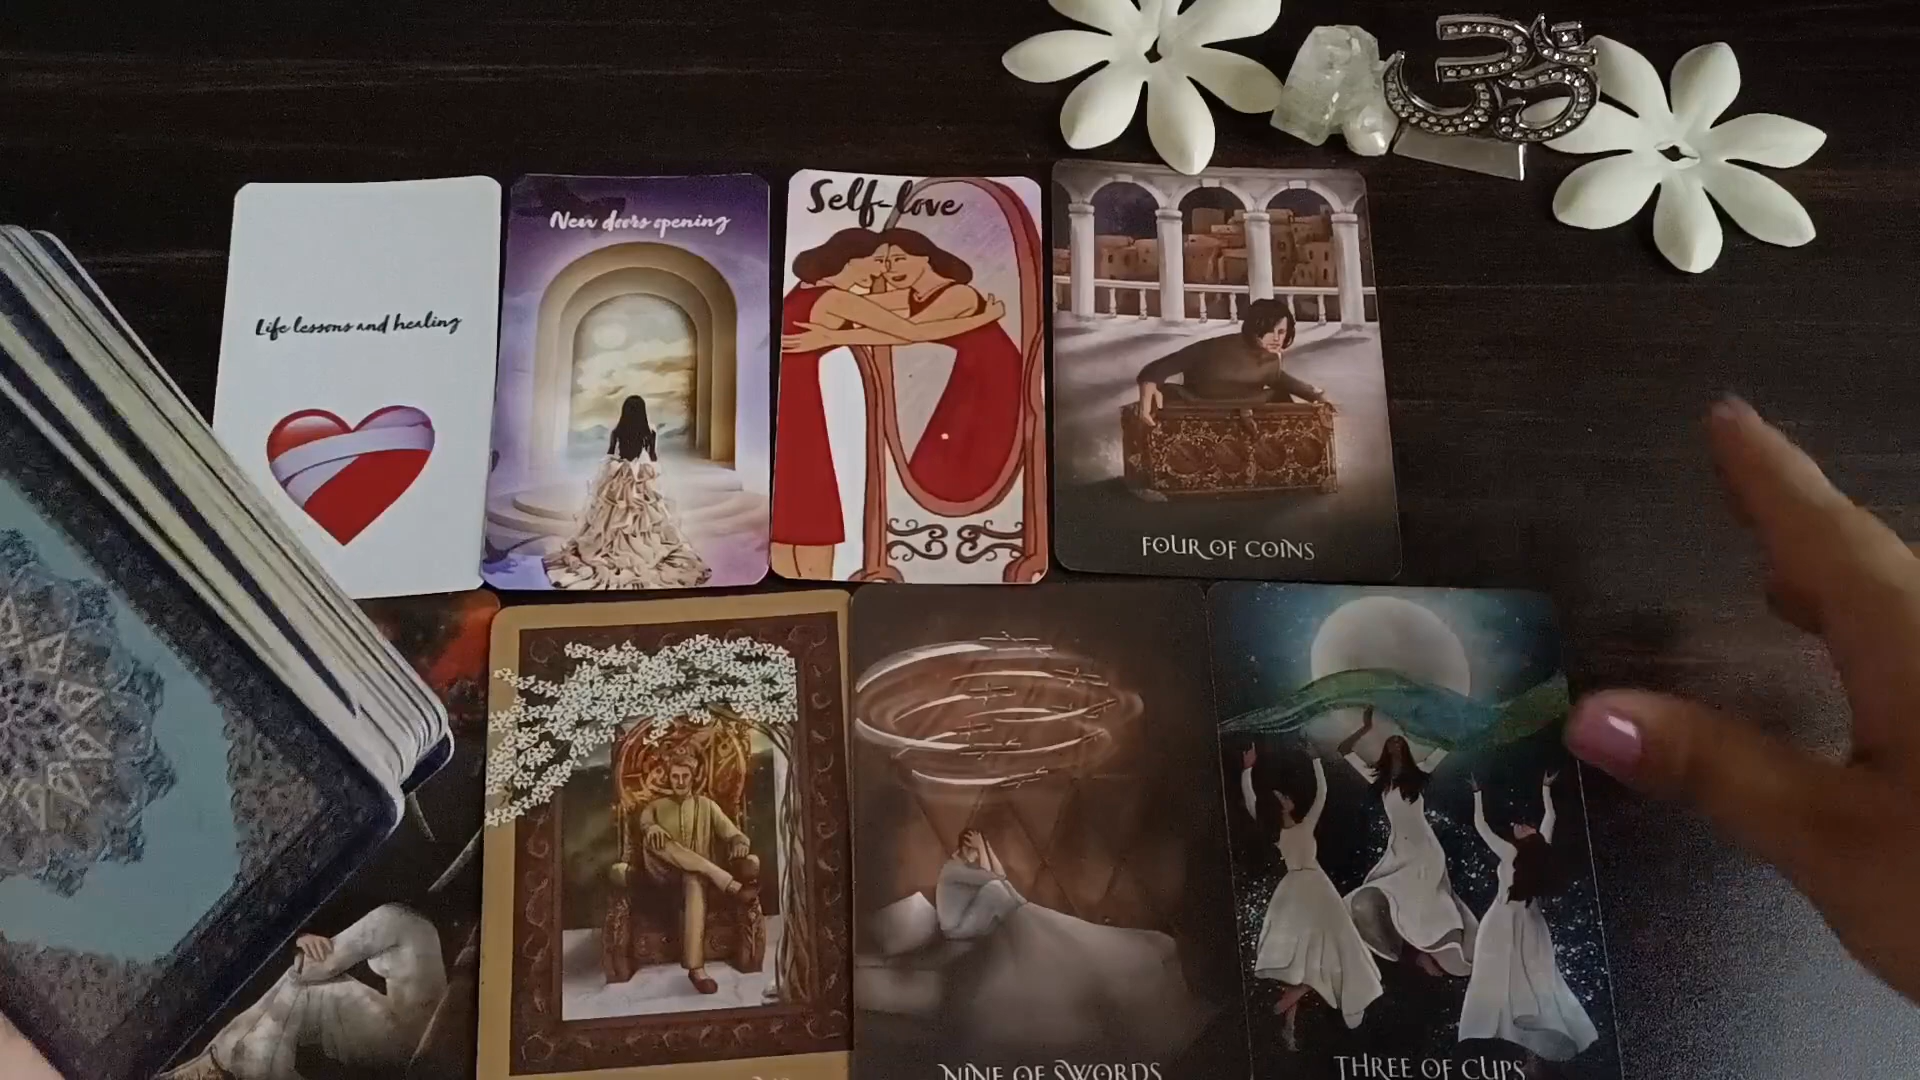 Life lessons and healing
New doors opening
Self-love
FOUR OF COINS
NINE OF SWORDS
THREE OF CUPS